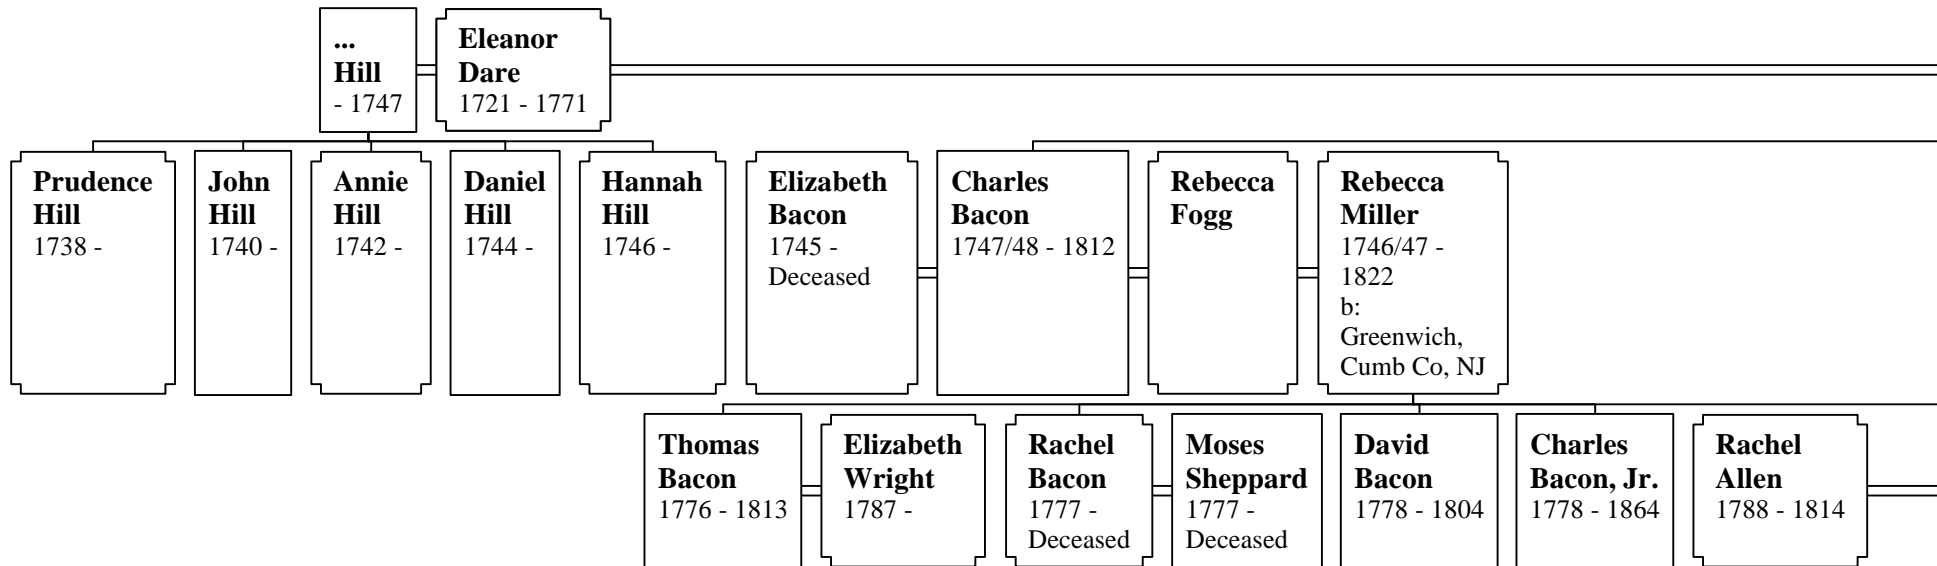 ...
Hill
- 1747
Eleanor
Dare
1721 - 1771
Prudence
Hill
1738 -
John
Hill
1740 -
Annie
Hill
1742 -
Daniel
Hill
1744 -
Hannah
Hill
1746 -
Elizabeth
Bacon
1745 -
Deceased
Charles
Bacon
1747/48 - 1812
Rebecca
Fogg
Rebecca
Miller
1746/47 -
1822
b:
Greenwich,
Cumb Co, NJ
Thomas
Bacon
1776 - 1813
Elizabeth
Wright
1787 -
Rachel
Bacon
1777 -
Deceased
Moses
Sheppard
1777 -
Deceased
David
Bacon
1778 - 1804
Charles
Bacon, Jr.
1778 - 1864
Rachel
Allen
1788 - 1814